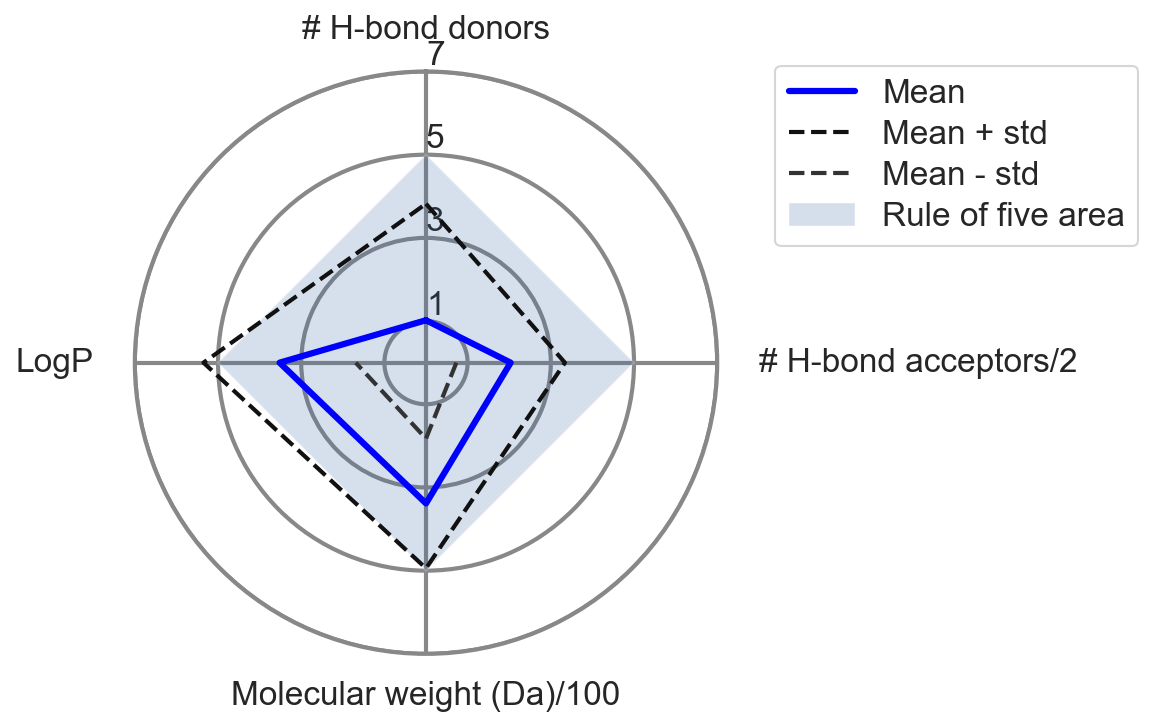 # H-bond donors
7
5
3
1
LogP
# H-bond acceptors/2
Molecular weight (Da)/100
Mean
Mean + std
Mean - std
Rule of five area